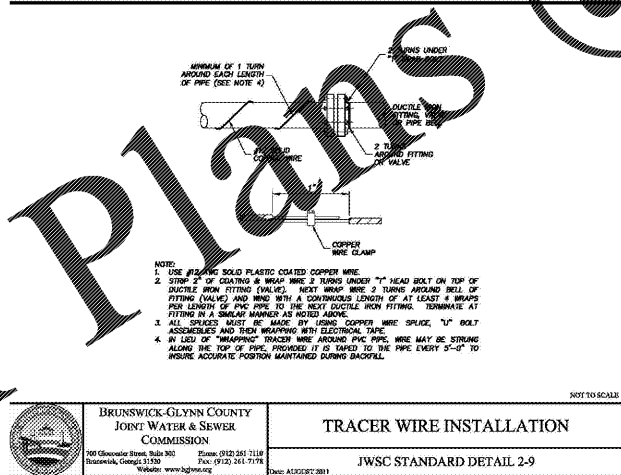 Plans
MINIMUM OF 1 TURN
AROUND EACH LENGTH
OF PIPE (SEE NOTE 4)
2 TURNS UNDER
DUCTILE IRON
FITTING, VALVE
OR PIPE BELL
#12 SOLID
COPPER WIRE
2 TURNS
AROUND FITTING
OR VALVE
1"
COPPER
WIRE CLAMP
NOTE:
1. USE #12 AWG SOLID PLASTIC COATED COPPER WIRE.
2. STRIP 2" OF COATING & WRAP WIRE 2 TURNS UNDER "T" HEAD BOLT ON TOP OF
DUCTILE IRON FITTING (VALVE). NEXT WRAP WIRE 2 TURNS AROUND BELL OF
FITTING (VALVE) AND WIND WITH A CONTINUOUS LENGTH OF AT LEAST 4 WRAPS
PER LENGTH OF PVC PIPE TO THE NEXT DUCTILE IRON FITTING. TERMINATE AT
FITTING IN A SIMILAR MANNER AS NOTED ABOVE.
3. ALL SPLICES MUST BE MADE BY USING COPPER WIRE SPLICE, "U" BOLT
ASSEMBLIES AND THEN WRAPPING WITH ELECTRICAL TAPE.
4. IN LIEU OF "WRAPPING" TRACER WIRE AROUND PVC PIPE, WIRE MAY BE STRUNG
ALONG THE TOP OF PIPE, PROVIDED IT IS TAPED TO THE PIPE EVERY 5'-0" TO
INSURE ACCURATE POSITION MAINTAINED DURING BACKFILL.
NOT TO SCALE
BRUNSWICK-GLYNN COUNTY
JOINT WATER & SEWER
COMMISSION
700 Gloucester Street, Suite 300 Phone: (912) 261-7110
Brunswick, Georgia 31520 Fax: (912) 261-7178
Website: www.bgjwsc.org
TRACER WIRE INSTALLATION
JWSC STANDARD DETAIL 2-9
Date: AUGUST 2011